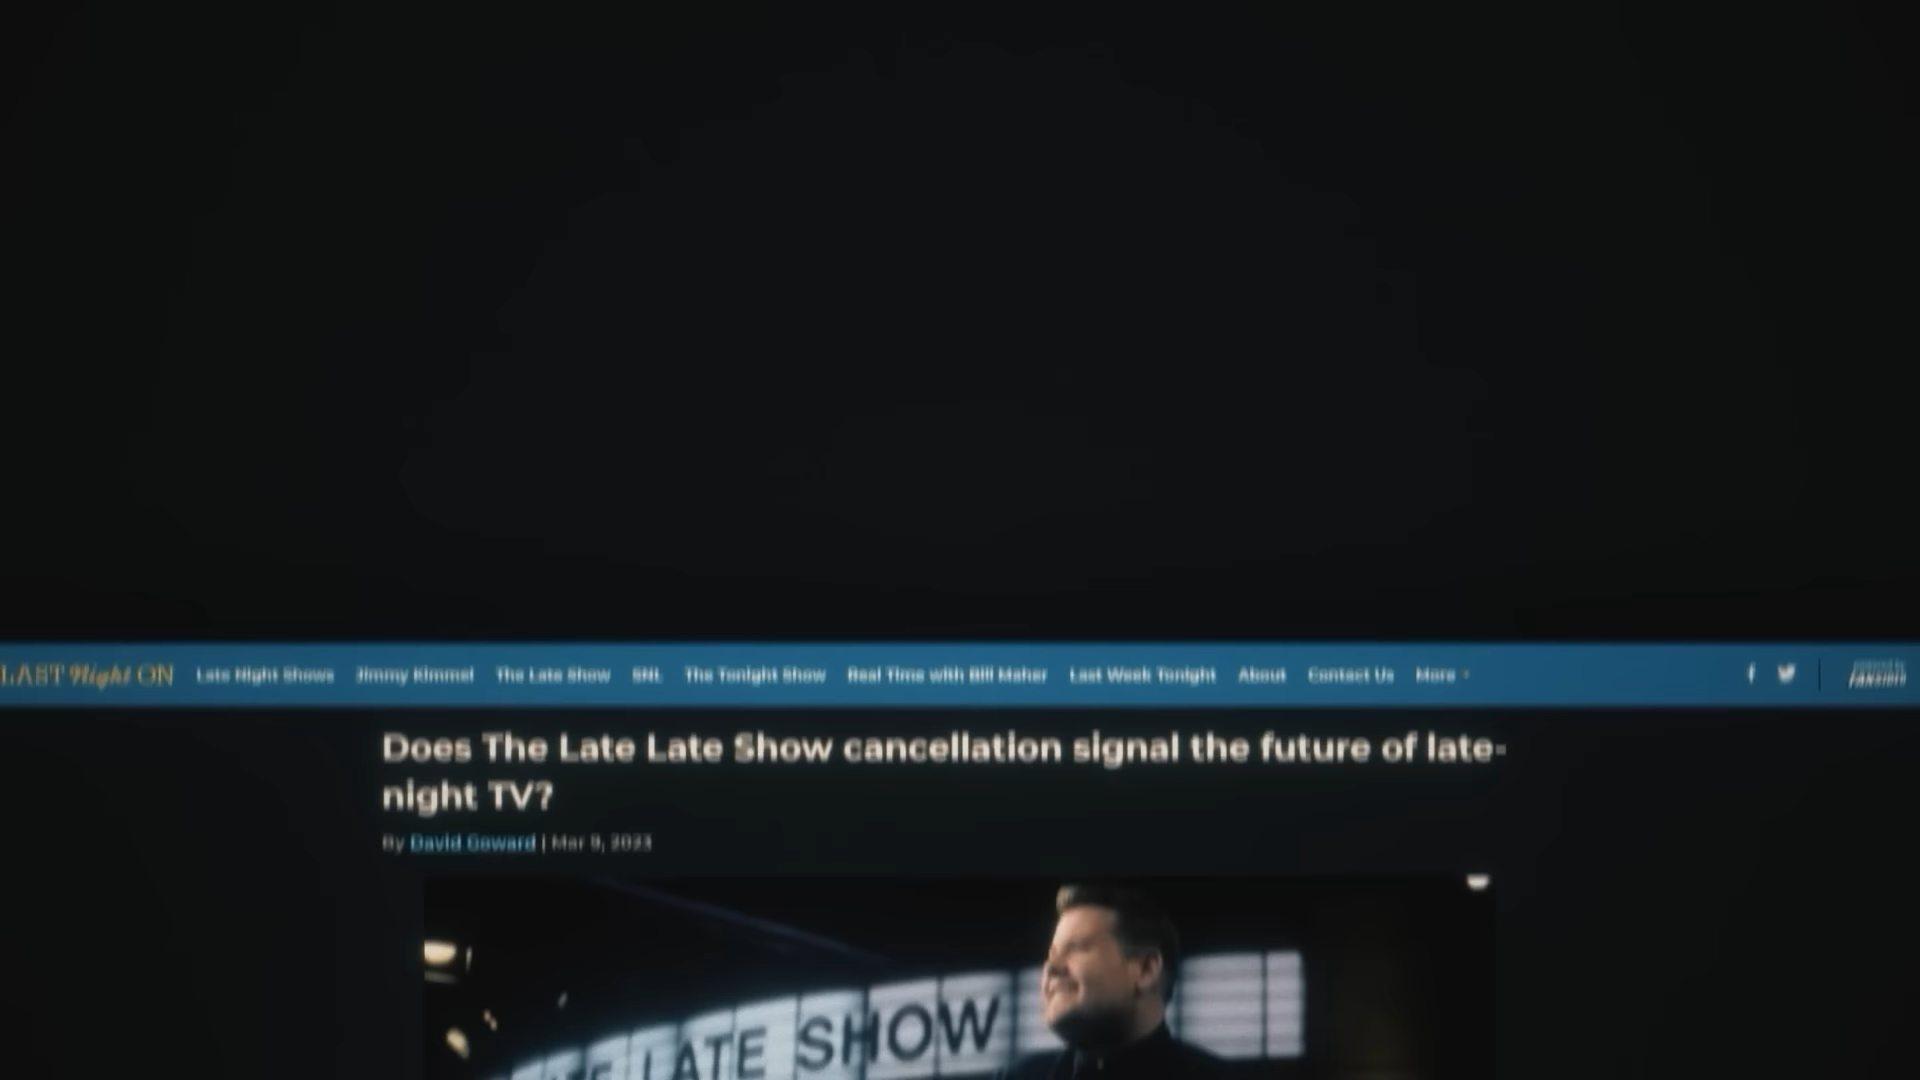 LAST Night ON Late Night Shows Jimmy Kimmel The Late Show SNL The Tonight Show Real Time with Bill Maher Last Week Tonight About Contact Us More
Does The Late Late Show cancellation signal the future of late-
night TV?
By David Goward | Mar 9, 2023
LATE SHOW